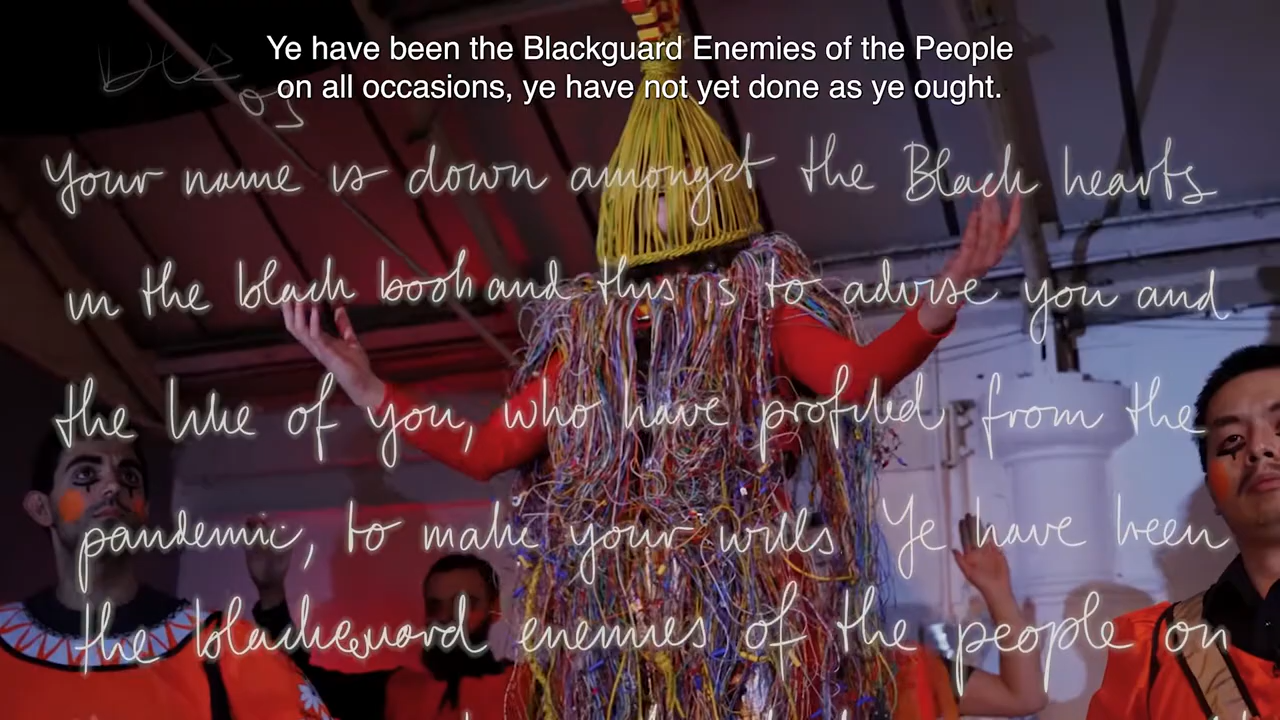 Ye have been the Blackguard Enemies of the People
on all occasions, ye have not yet done as ye ought.
Your name is down amongst the Black hearts
in the black book and this is to advise you and
the like of you, who have profited from the
pandemic, to make your wills. Ye have been
the blackguard enemies of the people on